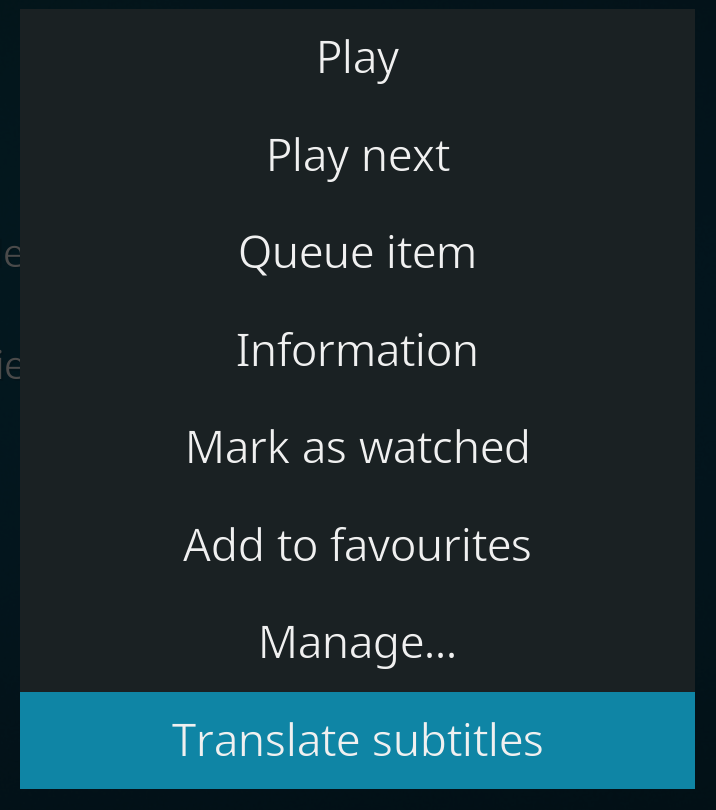 Play
Play next
Queue item
Information
Mark as watched
Add to favourites
Manage...
Translate subtitles